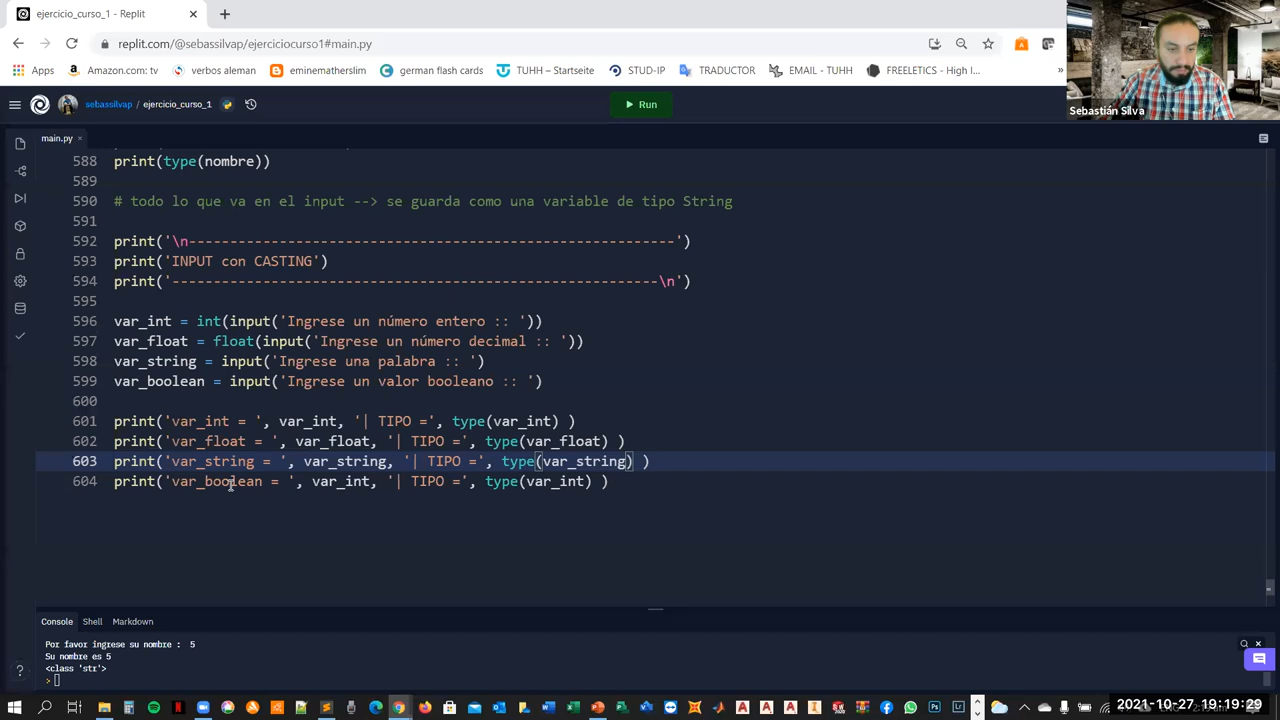 ejercicio_curso_1 - Replit
replit.com/@sebassilvap/ejerciciocurso1#main.py
Apps
Amazon.com: tv
verbos aleman
eminemathslim
german flash cards
TUHH – Startseite
STUD-IP
TRADUCTOR
EMAIL - TUHH
FREELETICS - High I...
»
Sebastián Silva
sebassilvap / ejercicio_curso_1
Run
main.py
588 print(type(nombre))
589
590 # todo lo que va en el input --> se guarda como una variable de tipo String
591
592 print('\n-----------------------------------------------------------')
593 print('INPUT con CASTING')
594 print('-----------------------------------------------------------\n')
595
596 var_int = int(input('Ingrese un número entero :: '))
597 var_float = float(input('Ingrese un número decimal :: '))
598 var_string = input('Ingrese una palabra :: ')
599 var_boolean = input('Ingrese un valor booleano :: ')
600
601 print('var_int = ', var_int, '| TIPO =', type(var_int) )
602 print('var_float = ', var_float, '| TIPO =', type(var_float) )
603 print('var_string = ', var_string, '| TIPO =', type(var_string) )
604 print('var_boolean = ', var_int, '| TIPO =', type(var_int) )
Console
Shell
Markdown
Por favor ingrese su nombre : 5
Su nombre es 5
<class 'str'>
>
2021-10-27 19:19:29